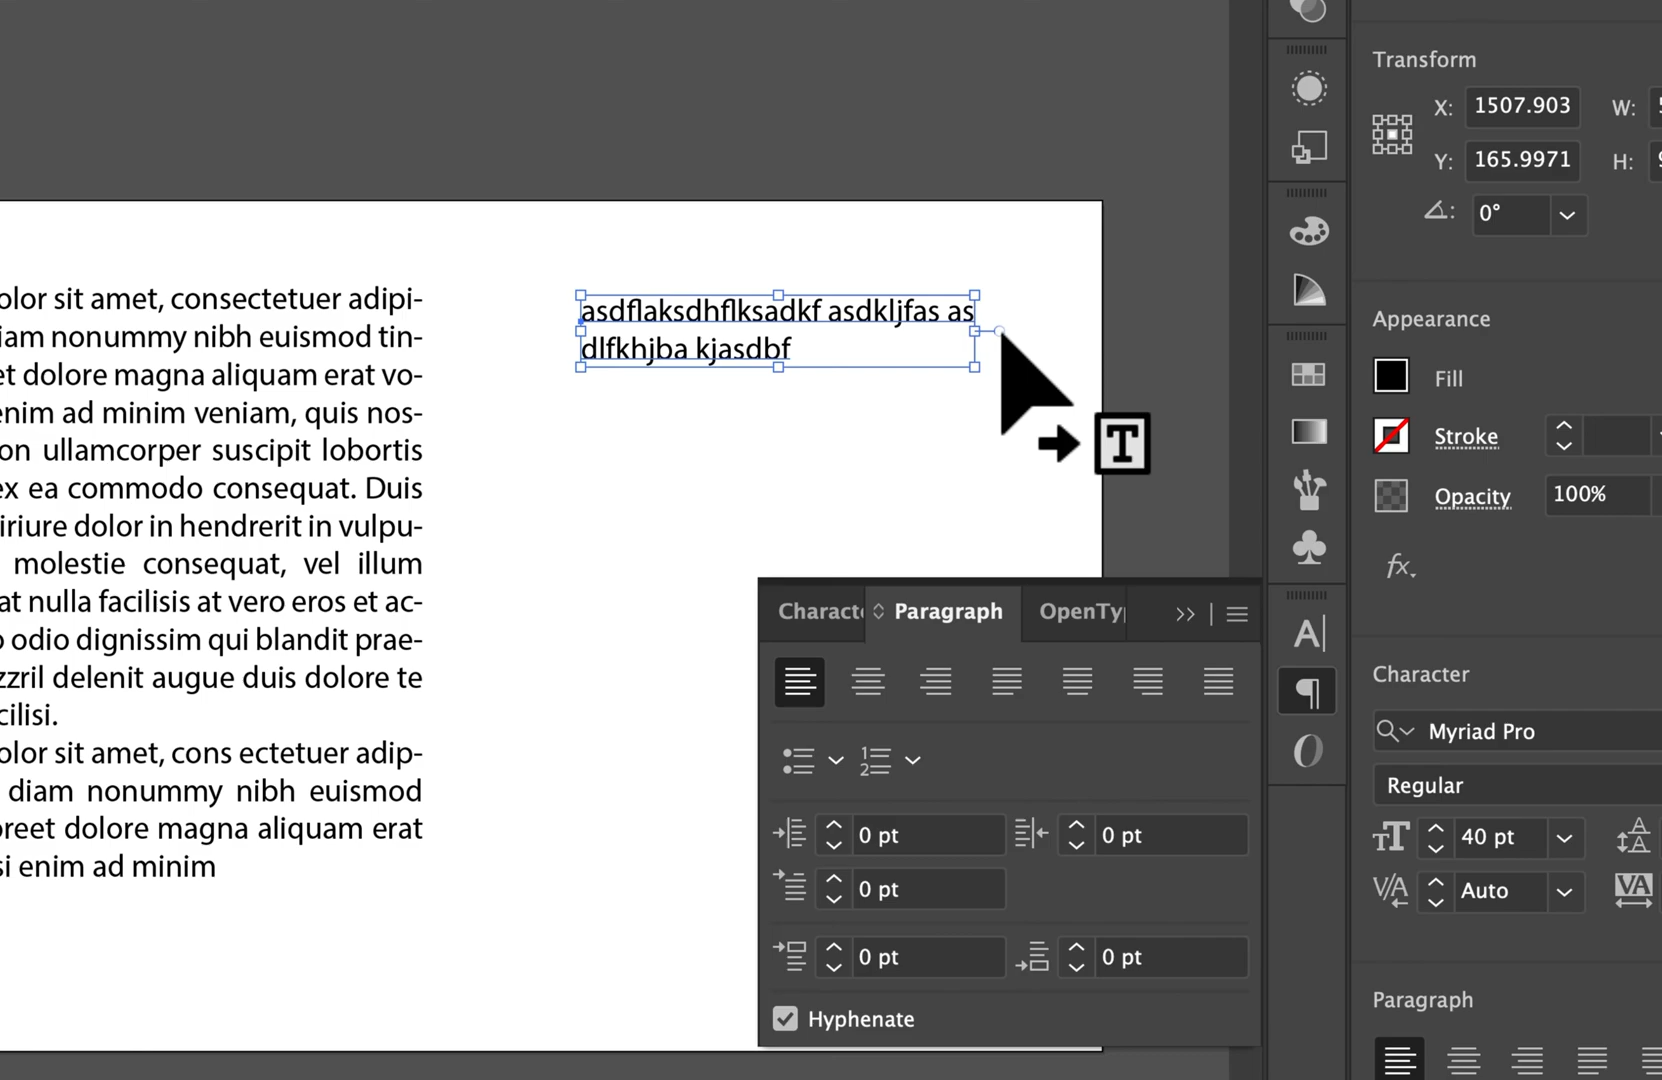 olor sit amet, consectetuer adipi-
iam nonummy nibh euismod tin-
et dolore magna aliquam erat vo-
enim ad minim veniam, quis nos-
on ullamcorper suscipit lobortis
ex ea commodo consequat. Duis
iriure dolor in hendrerit in vulpu-
molestie consequat, vel illum
at nulla facilisis at vero eros et ac-
o odio dignissim qui blandit prae-
zzril delenit augue duis dolore te
cilisi.
olor sit amet, cons ectetuer adip-
diam nonummy nibh euismod
oreet dolore magna aliquam erat
si enim ad minim
asdflaksdhflksadkf asdkljfas as
dlfkhjba kjasdbf
T
Characte Paragraph OpenTy
1
2
0 pt 0 pt
0 pt
0 pt 0 pt
Hyphenate
Transform
X: 1507.903 W:
Y: 165.9971 H:
0°
Appearance
Fill
Stroke
Opacity 100%
fx
Character
Myriad Pro
Regular
40 pt
Auto
Paragraph